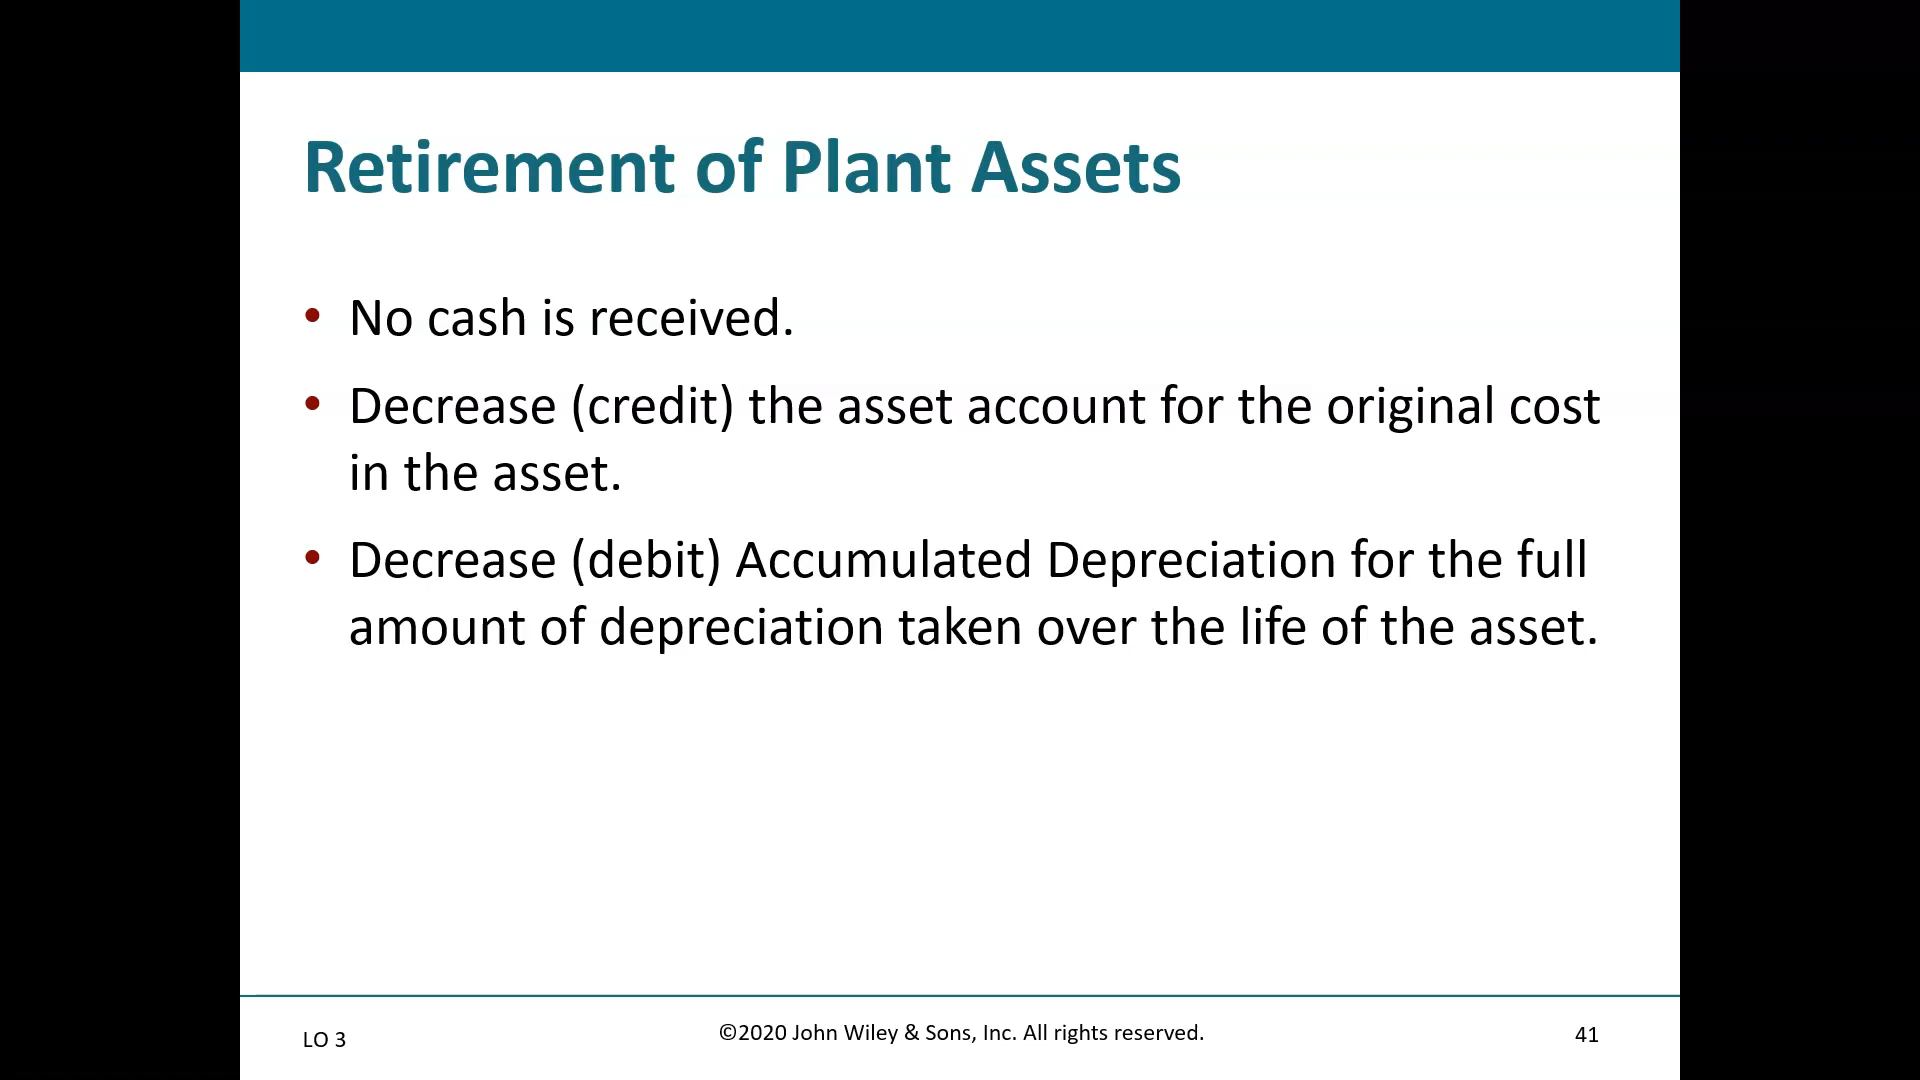 Retirement of Plant Assets
• No cash is received.
• Decrease (credit) the asset account for the original cost
in the asset.
• Decrease (debit) Accumulated Depreciation for the full
amount of depreciation taken over the life of the asset.
LO 3
©2020 John Wiley & Sons, Inc. All rights reserved.
41